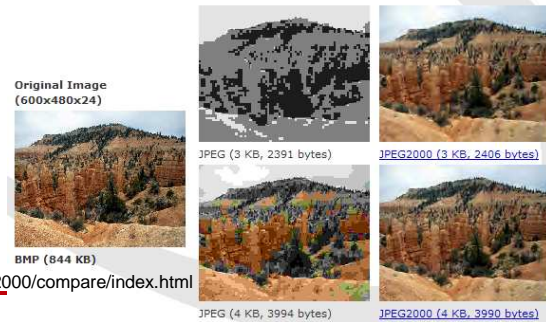 Original Image
(600x480x24)
BMP (844 KB)
2000/compare/index.html
JPEG (3 KB, 2391 bytes)
JPEG2000 (3 KB, 2406 bytes)
JPEG (4 KB, 3994 bytes)
JPEG2000 (4 KB, 3990 bytes)